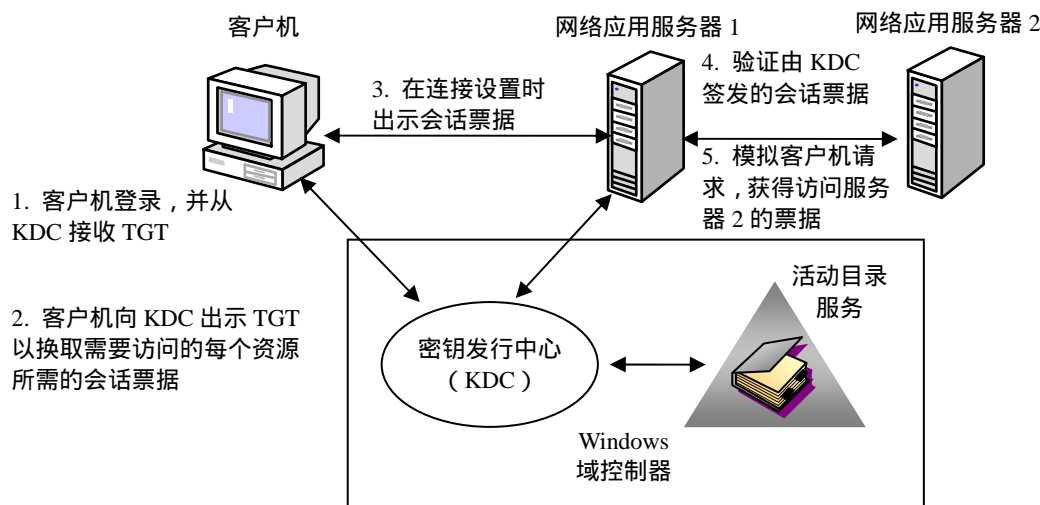 客户机
网络应用服务器 1
网络应用服务器 2
3. 在连接设置时
出示会话票据
4. 验证由 KDC
签发的会话票据
5. 模拟客户机请
求，获得访问服务
器 2 的票据
1. 客户机登录，并从
KDC 接收 TGT
2. 客户机向 KDC 出示 TGT
以换取需要访问的每个资源
所需的会话票据
密钥发行中心
（KDC）
活动目录
服务
Windows
域控制器